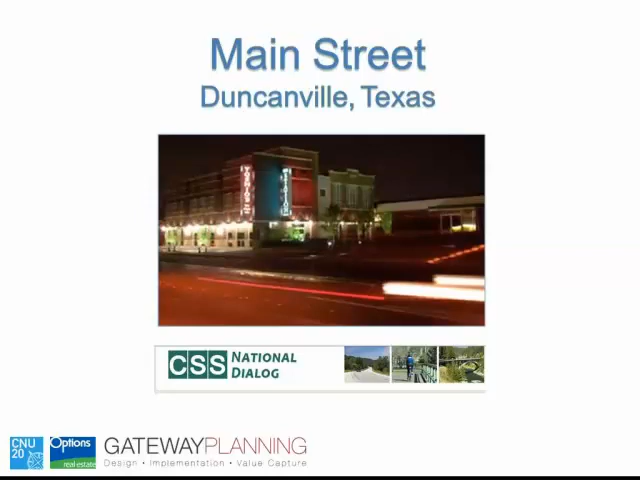 Main Street
Duncanville, Texas
CSS NATIONAL
DIALOG
CNU
20
Options
real estate
GATEWAYPLANNING
Design • Implementation • Value Capture